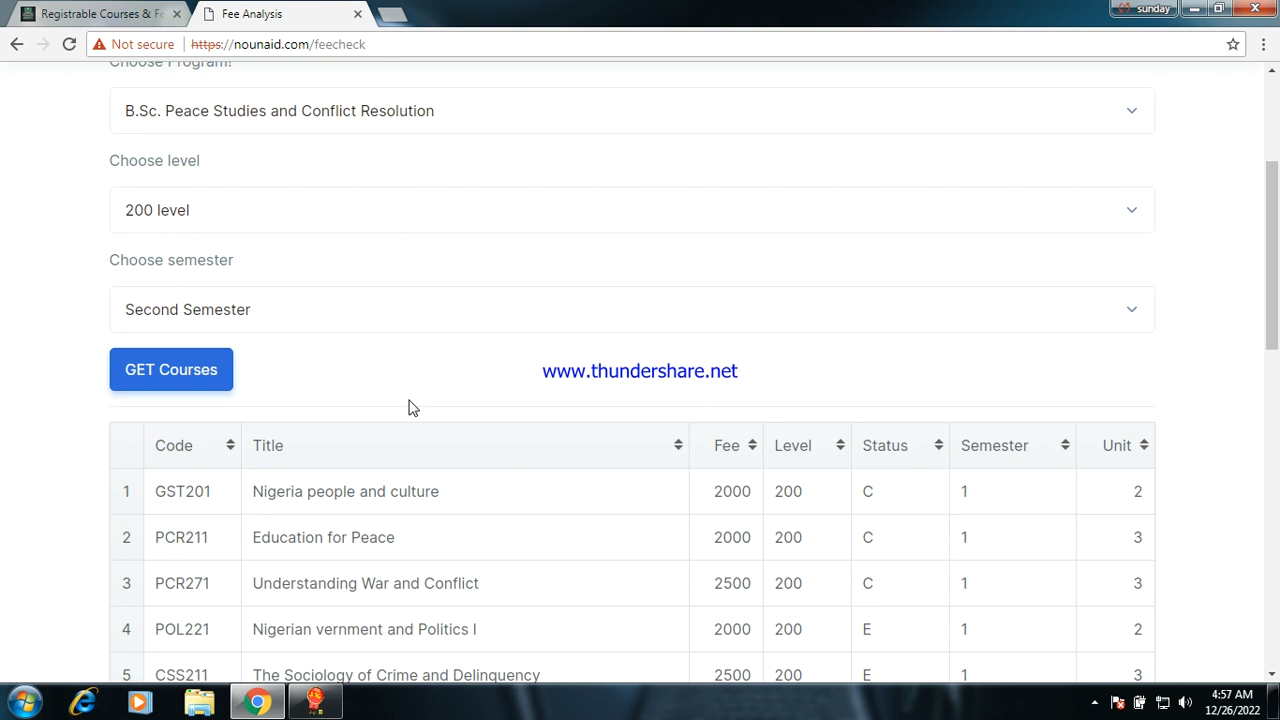 Registrable Courses & Fe
Fee Analysis
sunday
Not secure
https://nounaid.com/feecheck
Choose Program!
B.Sc. Peace Studies and Conflict Resolution
Choose level
200 level
Choose semester
Second Semester
GET Courses
www.thundershare.net
Code Title Fee Level Status Semester Unit
1 GST201 Nigeria people and culture 2000 200 C 1 2
2 PCR211 Education for Peace 2000 200 C 1 3
3 PCR271 Understanding War and Conflict 2500 200 C 1 3
4 POL221 Nigerian vernment and Politics I 2000 200 E 1 2
5 CSS211 The Sociology of Crime and Delinquency 2500 200 E 1 3
4:57 AM
12/26/2022